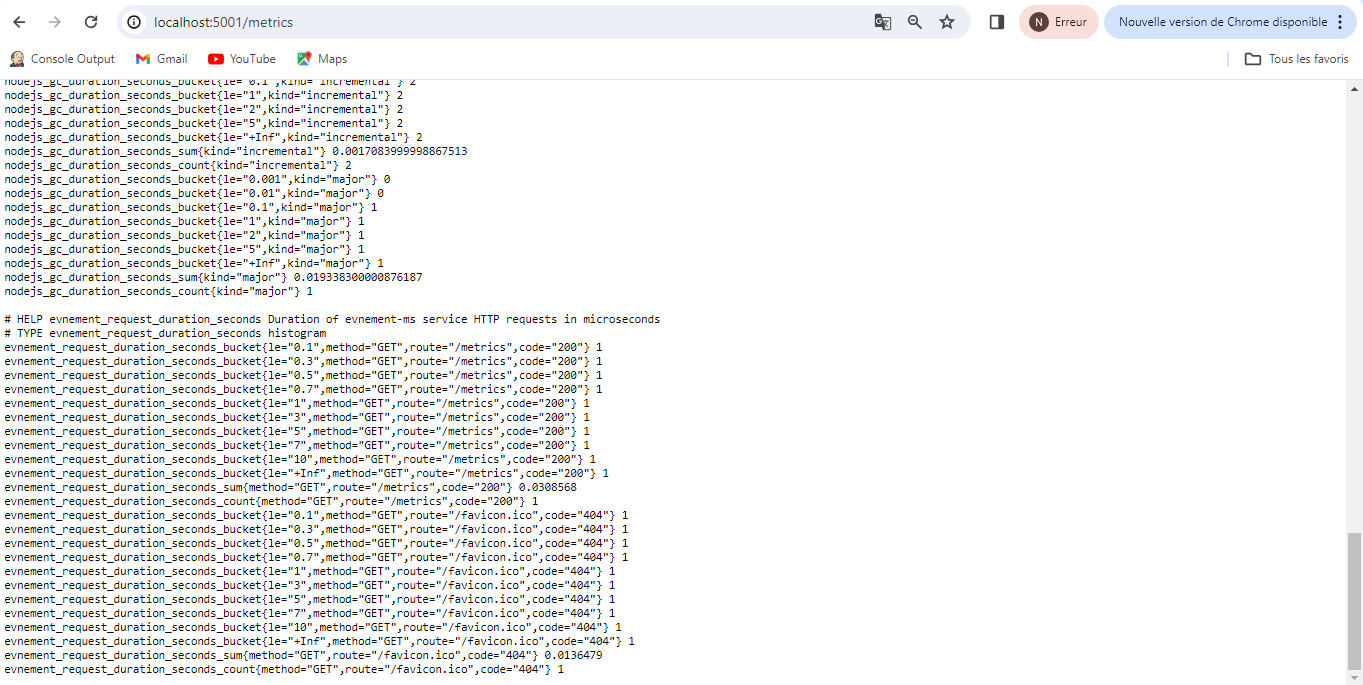 localhost:5001/metrics
N Erreur
Nouvelle version de Chrome disponible
Console Output
Gmail
YouTube
Maps
Tous les favoris
nodejs_gc_duration_seconds_bucket{le="0.1",kind="incremental"} 2
nodejs_gc_duration_seconds_bucket{le="1",kind="incremental"} 2
nodejs_gc_duration_seconds_bucket{le="2",kind="incremental"} 2
nodejs_gc_duration_seconds_bucket{le="5",kind="incremental"} 2
nodejs_gc_duration_seconds_bucket{le="+Inf",kind="incremental"} 2
nodejs_gc_duration_seconds_sum{kind="incremental"} 0.0017083999998867513
nodejs_gc_duration_seconds_count{kind="incremental"} 2
nodejs_gc_duration_seconds_bucket{le="0.001",kind="major"} 0
nodejs_gc_duration_seconds_bucket{le="0.01",kind="major"} 0
nodejs_gc_duration_seconds_bucket{le="0.1",kind="major"} 1
nodejs_gc_duration_seconds_bucket{le="1",kind="major"} 1
nodejs_gc_duration_seconds_bucket{le="2",kind="major"} 1
nodejs_gc_duration_seconds_bucket{le="5",kind="major"} 1
nodejs_gc_duration_seconds_bucket{le="+Inf",kind="major"} 1
nodejs_gc_duration_seconds_sum{kind="major"} 0.019338300000876187
nodejs_gc_duration_seconds_count{kind="major"} 1
# HELP evnement_request_duration_seconds Duration of evnement-ms service HTTP requests in microseconds
# TYPE evnement_request_duration_seconds histogram
evnement_request_duration_seconds_bucket{le="0.1",method="GET",route="/metrics",code="200"} 1
evnement_request_duration_seconds_bucket{le="0.3",method="GET",route="/metrics",code="200"} 1
evnement_request_duration_seconds_bucket{le="0.5",method="GET",route="/metrics",code="200"} 1
evnement_request_duration_seconds_bucket{le="0.7",method="GET",route="/metrics",code="200"} 1
evnement_request_duration_seconds_bucket{le="1",method="GET",route="/metrics",code="200"} 1
evnement_request_duration_seconds_bucket{le="3",method="GET",route="/metrics",code="200"} 1
evnement_request_duration_seconds_bucket{le="5",method="GET",route="/metrics",code="200"} 1
evnement_request_duration_seconds_bucket{le="7",method="GET",route="/metrics",code="200"} 1
evnement_request_duration_seconds_bucket{le="10",method="GET",route="/metrics",code="200"} 1
evnement_request_duration_seconds_bucket{le="+Inf",method="GET",route="/metrics",code="200"} 1
evnement_request_duration_seconds_sum{method="GET",route="/metrics",code="200"} 0.0308568
evnement_request_duration_seconds_count{method="GET",route="/metrics",code="200"} 1
evnement_request_duration_seconds_bucket{le="0.1",method="GET",route="/favicon.ico",code="404"} 1
evnement_request_duration_seconds_bucket{le="0.3",method="GET",route="/favicon.ico",code="404"} 1
evnement_request_duration_seconds_bucket{le="0.5",method="GET",route="/favicon.ico",code="404"} 1
evnement_request_duration_seconds_bucket{le="0.7",method="GET",route="/favicon.ico",code="404"} 1
evnement_request_duration_seconds_bucket{le="1",method="GET",route="/favicon.ico",code="404"} 1
evnement_request_duration_seconds_bucket{le="3",method="GET",route="/favicon.ico",code="404"} 1
evnement_request_duration_seconds_bucket{le="5",method="GET",route="/favicon.ico",code="404"} 1
evnement_request_duration_seconds_bucket{le="7",method="GET",route="/favicon.ico",code="404"} 1
evnement_request_duration_seconds_bucket{le="10",method="GET",route="/favicon.ico",code="404"} 1
evnement_request_duration_seconds_bucket{le="+Inf",method="GET",route="/favicon.ico",code="404"} 1
evnement_request_duration_seconds_sum{method="GET",route="/favicon.ico",code="404"} 0.0136479
evnement_request_duration_seconds_count{method="GET",route="/favicon.ico",code="404"} 1